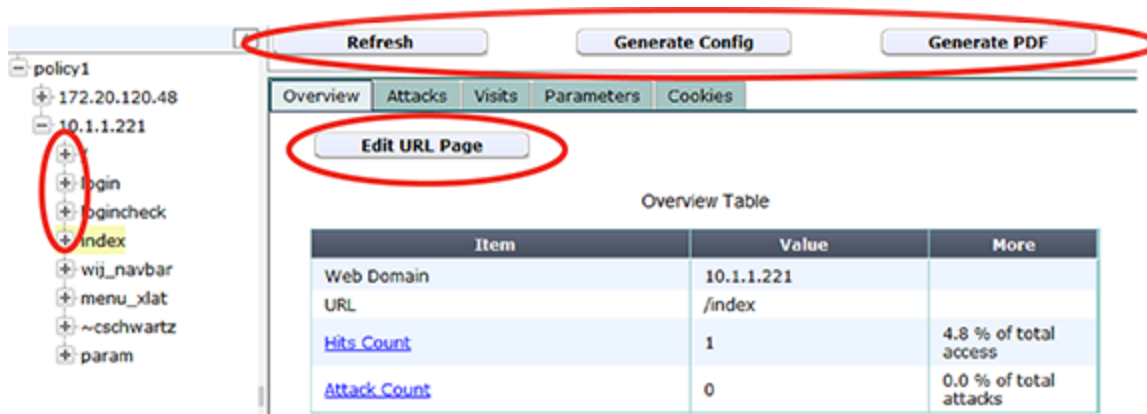 Refresh Generate Config Generate PDF
policy1
172.20.120.48
10.1.1.221
/
login
logincheck
index
wij_navbar
menu_xlat
~cschwartz
param
Overview Attacks Visits Parameters Cookies
Edit URL Page
Overview Table
Item Value More
Web Domain 10.1.1.221
URL /index
Hits Count 1 4.8 % of total
access
Attack Count 0 0.0 % of total
attacks